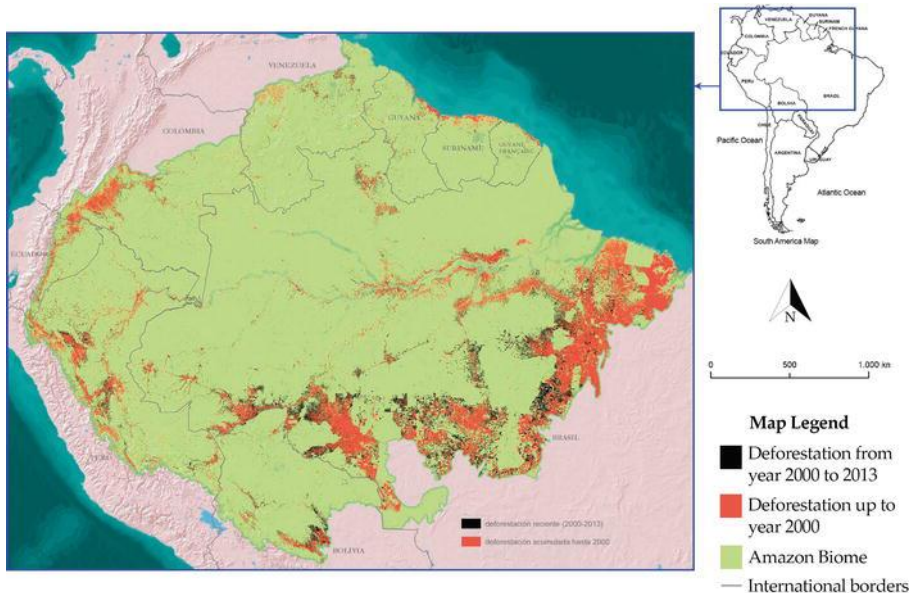 VENEZUELA
COLOMBIA
GUYANA
SURINAME
GUYANE
FRANÇAISE
ECUADOR
PERU
BRASIL
BOLIVIA
deforestación reciente (2000-2013)
deforestación acumulada hasta 2000
GUYANA
VENEZUELA
SURINAM
FRENCH GUYANA
COLOMBIA
ECUADOR
PERU
BRASIL
BOLIVIA
CHILE
Pacific Ocean
ARGENTINA
URUGUAY
Atlantic Ocean
South America Map
N
0 500 1,000 km
Map Legend
Deforestation from
year 2000 to 2013
Deforestation up to
year 2000
Amazon Biome
International borders